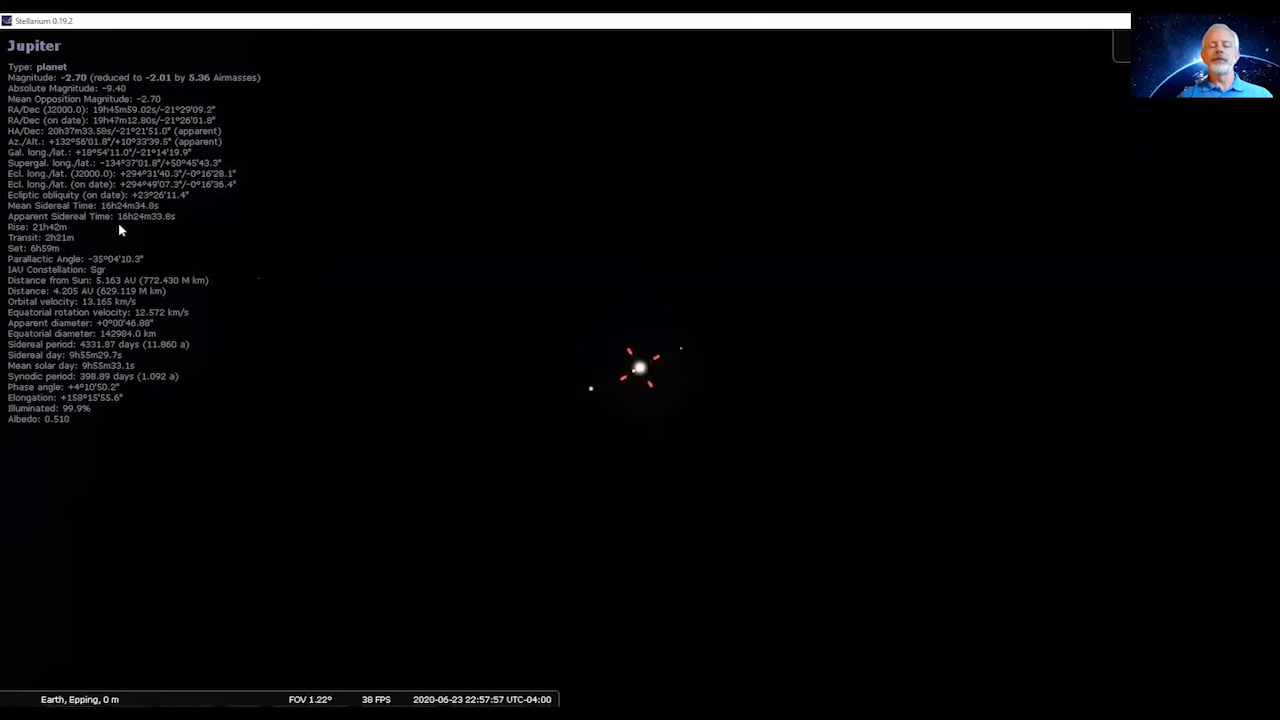 Stellarium 0.19.2
Jupiter
Type: planet
Magnitude: -2.70 (reduced to -2.01 by 5.36 Airmasses)
Absolute Magnitude: -9.40
Mean Opposition Magnitude: -2.70
RA/Dec (J2000.0): 19h45m59.02s/-21°29'09.2"
RA/Dec (on date): 19h47m12.80s/-21°26'01.8"
HA/Dec: 20h37m33.58s/-21°21'51.0" (apparent)
Az./Alt.: +132°56'01.8"/+10°33'39.5" (apparent)
Gal. long./lat.: +18°54'11.0"/-21°14'19.9"
Supergal. long./lat.: -134°37'01.8"/+50°45'43.3"
Ecl. long./lat. (J2000.0): +294°31'40.3"/-0°16'28.1"
Ecl. long./lat. (on date): +294°49'07.3"/-0°16'36.4"
Ecliptic obliquity (on date): +23°26'11.4"
Mean Sidereal Time: 16h24m34.8s
Apparent Sidereal Time: 16h24m33.8s
Rise: 21h42m
Transit: 2h21m
Set: 6h59m
Parallactic Angle: -35°04'10.3"
IAU Constellation: Sgr
Distance from Sun: 5.163 AU (772.430 M km)
Distance: 4.205 AU (629.119 M km)
Orbital velocity: 13.165 km/s
Equatorial rotation velocity: 12.572 km/s
Apparent diameter: +0°00'46.88"
Equatorial diameter: 142984.0 km
Sidereal period: 4331.87 days (11.860 a)
Sidereal day: 9h55m29.7s
Mean solar day: 9h55m33.1s
Synodic period: 398.89 days (1.092 a)
Phase angle: +4°10'50.2"
Elongation: +158°15'55.6"
Illuminated: 99.9%
Albedo: 0.510
Earth, Epping, 0 m FOV 1.22° 38 FPS 2020-06-23 22:57:57 UTC-04:00